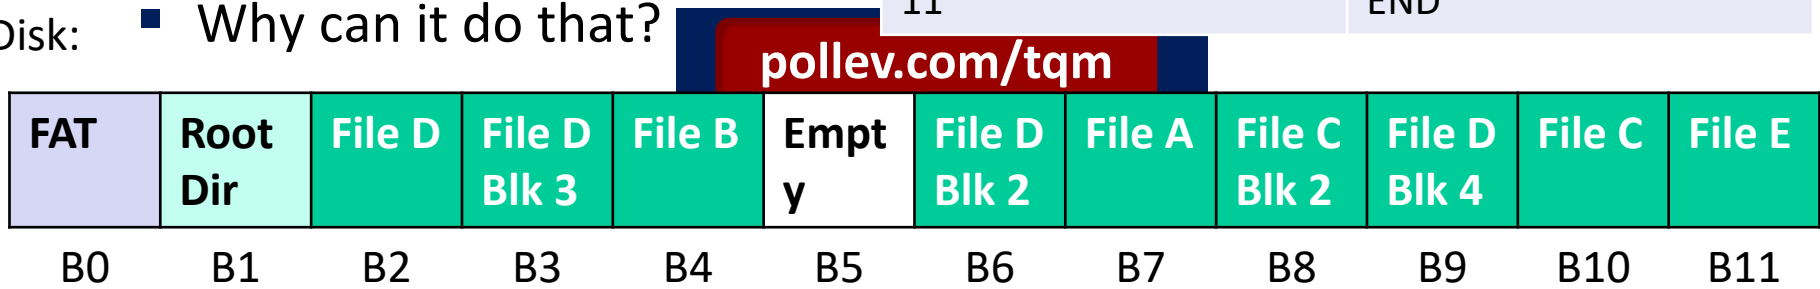 ▪ Why can it do that?
11 END
Disk:
pollev.com/tqm
FAT Root File D File D File B Empt File D File A File C File D File C File E
Dir Blk 3 y Blk 2 Blk 2 Blk 4
B0 B1 B2 B3 B4 B5 B6 B7 B8 B9 B10 B11